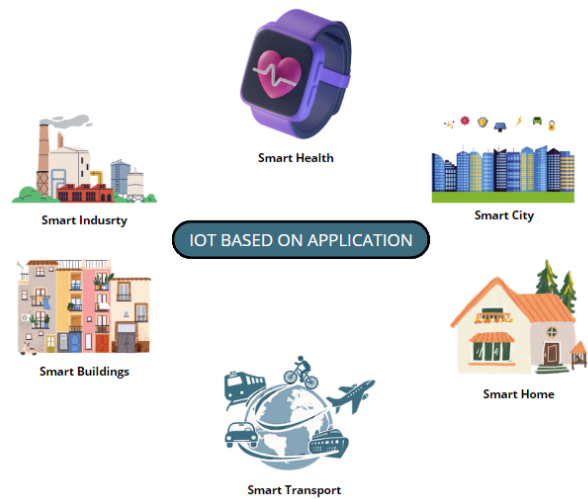 Smart Health
Smart Indusrty
Smart City
IOT BASED ON APPLICATION
Smart Buildings
Smart Home
Smart Transport